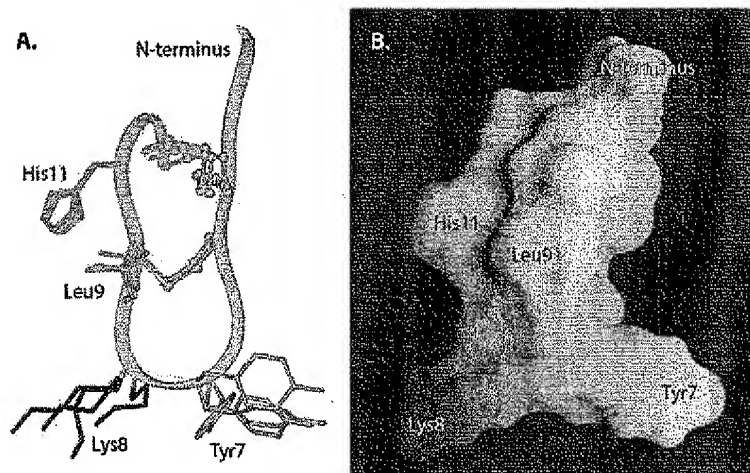 A.
N-terminus
His11
Leu9
Lys8
Tyr7
B.
N-terminus
His11
Leu9
Lys8
Tyr7